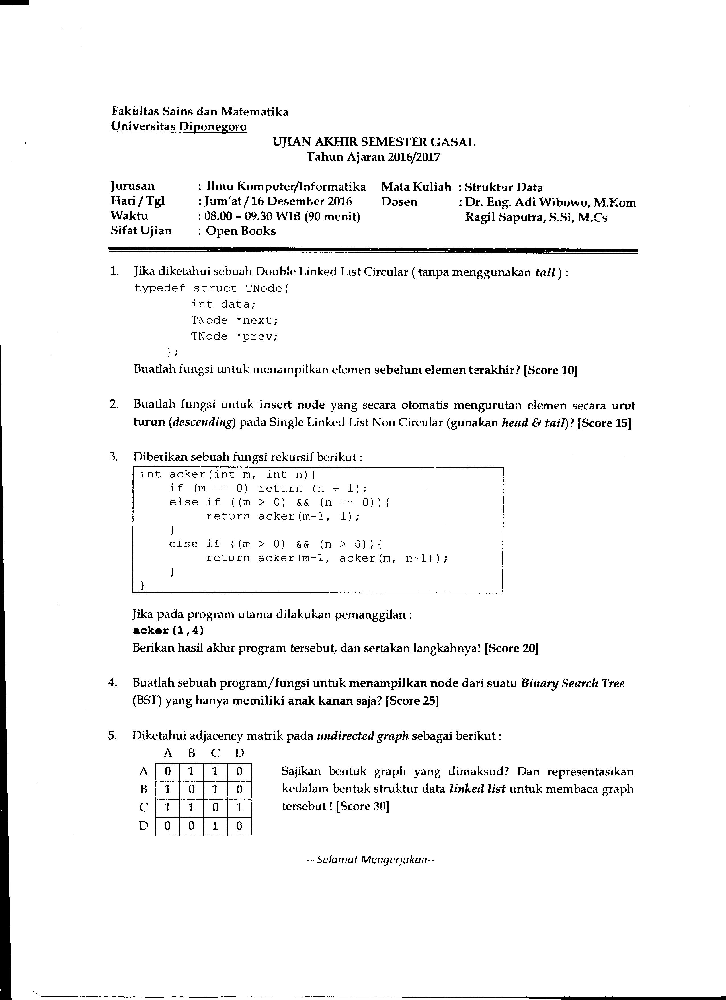 Fakultas Sains dan Matematika
Universitas Diponegoro
UJIAN AKHIR SEMESTER GASAL
Tahun Ajaran 2016/2017
Jurusan : Ilmu Komputer/Informatika Mata Kuliah : Struktur Data
Hari / Tgl : Jum'at / 16 Desember 2016 Dosen : Dr. Eng. Adi Wibowo, M.Kom
Waktu : 08.00 – 09.30 WIB (90 menit) Ragil Saputra, S.Si, M.Cs
Sifat Ujian : Open Books
1. Jika diketahui sebuah Double Linked List Circular ( tanpa menggunakan tail ) :
typedef struct TNode{
int data;
TNode *next;
TNode *prev;
};
Buatlah fungsi untuk menampilkan elemen sebelum elemen terakhir? [Score 10]
2. Buatlah fungsi untuk insert node yang secara otomatis mengurutan elemen secara urut
turun (descending) pada Single Linked List Non Circular (gunakan head & tail)? [Score 15]
3. Diberikan sebuah fungsi rekursif berikut :
int acker(int m, int n){
if (m == 0) return (n + 1);
else if ((m > 0) && (n == 0)){
return acker(m-1, 1);
}
else if ((m > 0) && (n > 0)){
return acker(m-1, acker(m, n-1));
}
}
Jika pada program utama dilakukan pemanggilan :
acker(1,4)
Berikan hasil akhir program tersebut, dan sertakan langkahnya! [Score 20]
4. Buatlah sebuah program/fungsi untuk menampilkan node dari suatu Binary Search Tree
(BST) yang hanya memiliki anak kanan saja? [Score 25]
5. Diketahui adjacency matrik pada undirected graph sebagai berikut :
A B C D
A 0 1 1 0 Sajikan bentuk graph yang dimaksud? Dan representasikan
B 1 0 1 0 kedalam bentuk struktur data linked list untuk membaca graph
C 1 1 0 1 tersebut ! [Score 30]
D 0 0 1 0
-- Selamat Mengerjakan--